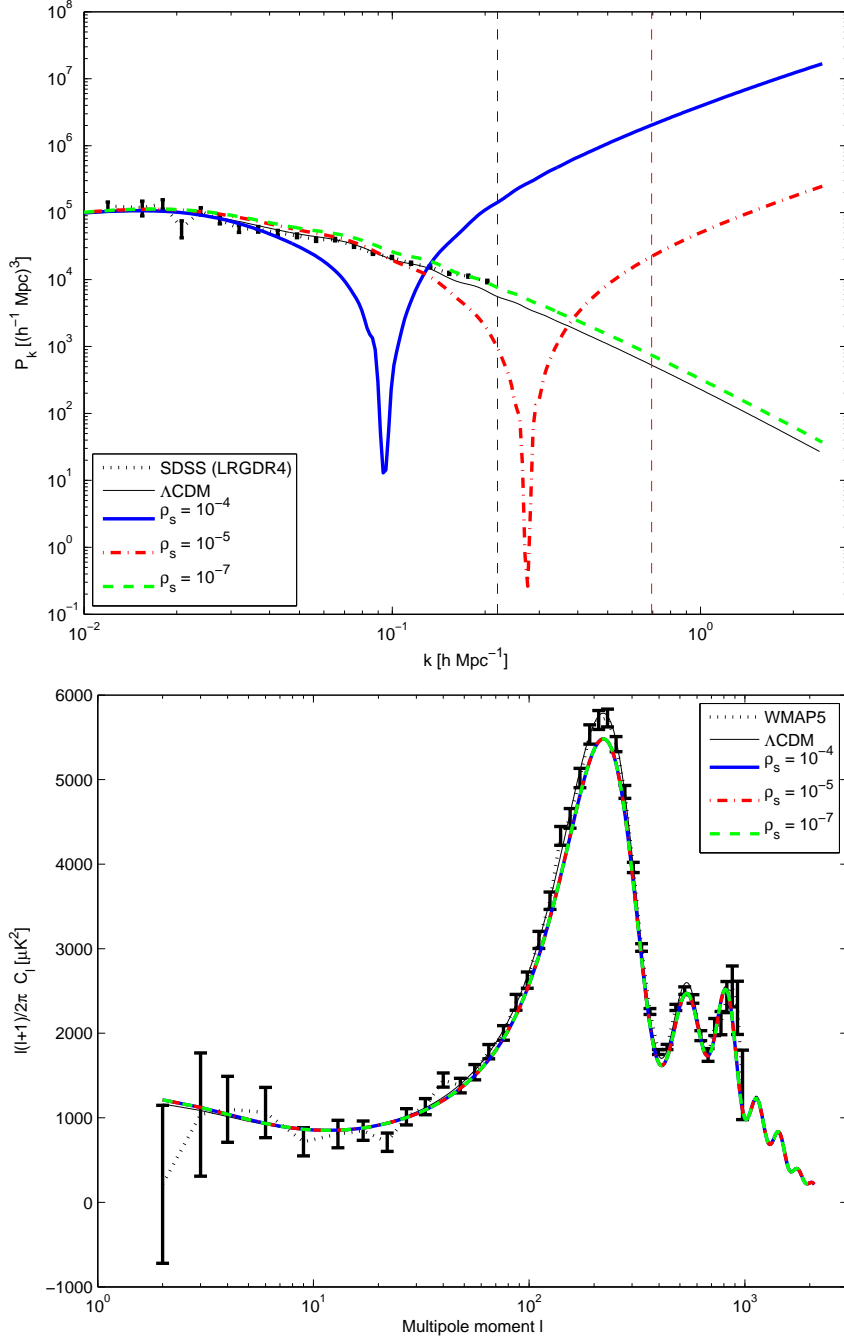 10^8
10^7
10^6
10^5
10^4
10^3
10^2
10^1
10^0
10^−1
P_k [(h^−1 Mpc)^3]
SDSS (LRGDR4)
ΛCDM
ρ_s = 10^−4
ρ_s = 10^−5
ρ_s = 10^−7
10^−2 10^−1 10^0
k [h Mpc^−1]
6000
5000
4000
3000
2000
1000
0
−1000
l(l+1)/2π C_l [μK^2]
WMAP5
ΛCDM
ρ_s = 10^−4
ρ_s = 10^−5
ρ_s = 10^−7
10^0 10^1 10^2 10^3
Multipole moment l